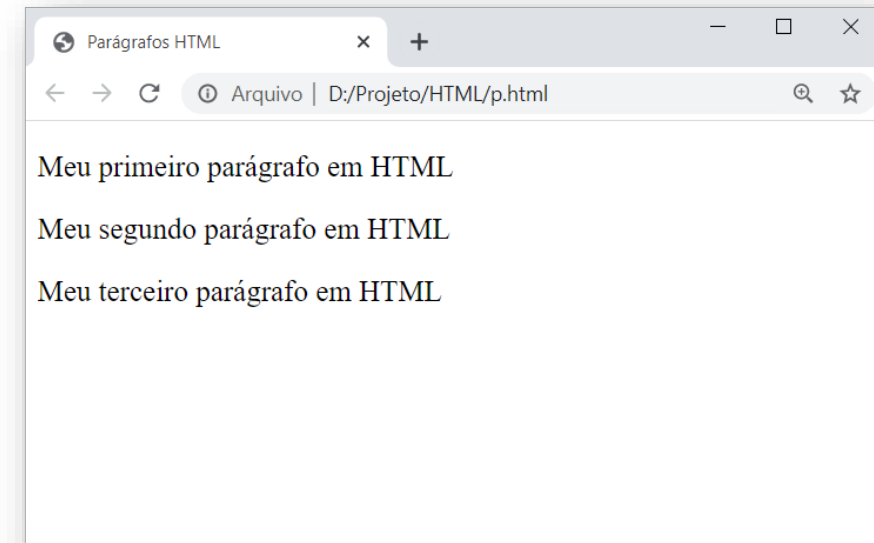 Parágrafos HTML
Arquivo | D:/Projeto/HTML/p.html
Meu primeiro parágrafo em HTML
Meu segundo parágrafo em HTML
Meu terceiro parágrafo em HTML